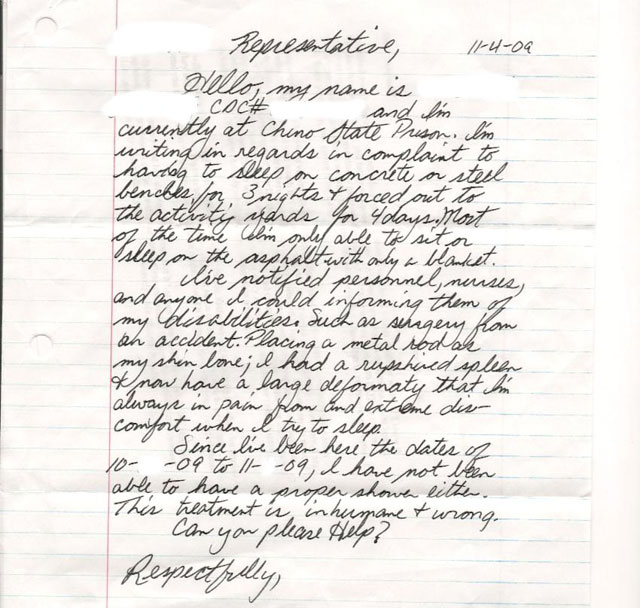 Representative, 11-4-09
Hello, my name is
CDC# and I'm
currently at Chino State Prison. I'm
writing in regards in complaint to
having to sleep on concrete or steel
benches, for 3 nights & forced out to
the activity yards for 4 days. Most
of the time I'm only able to sit or
sleep on the asphalt with only a blanket.
I've notified personnel, nurses,
and anyone I could informing them of
my disabilities. Such as surgery from
an accident. Placing a metal rod as
my shin bone; I had a rupshired spleen
& now have a large deformaty that I'm
always in pain from and extreme dis-
comfort when I try to sleep.
Since I've been here, the dates of
10- -09 to 11- -09, I have not been
able to have a proper shower either.
This treatment is inhumane & wrong.
Can you please Help?
Respectfully,